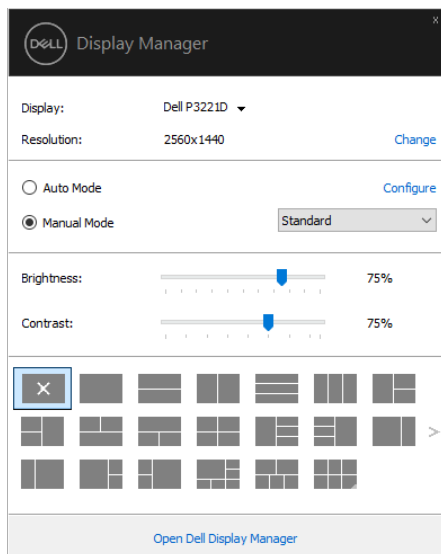 x
DELL Display Manager
Display: Dell P3221D
Resolution: 2560x1440 Change
Auto Mode Configure
Manual Mode Standard
Brightness: 75%
Contrast: 75%
Open Dell Display Manager